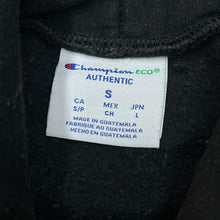 Champion ECO®
AUTHENTIC
S
CA MEX JPN
S/P CH L
MADE IN GUATEMALA
FABRIQUÉ AU GUATEMALA
HECHO EN GUATEMALA